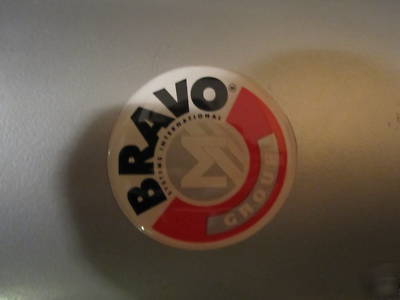 BRAVO®
SYSTEMS INTERNATIONAL
GROUP